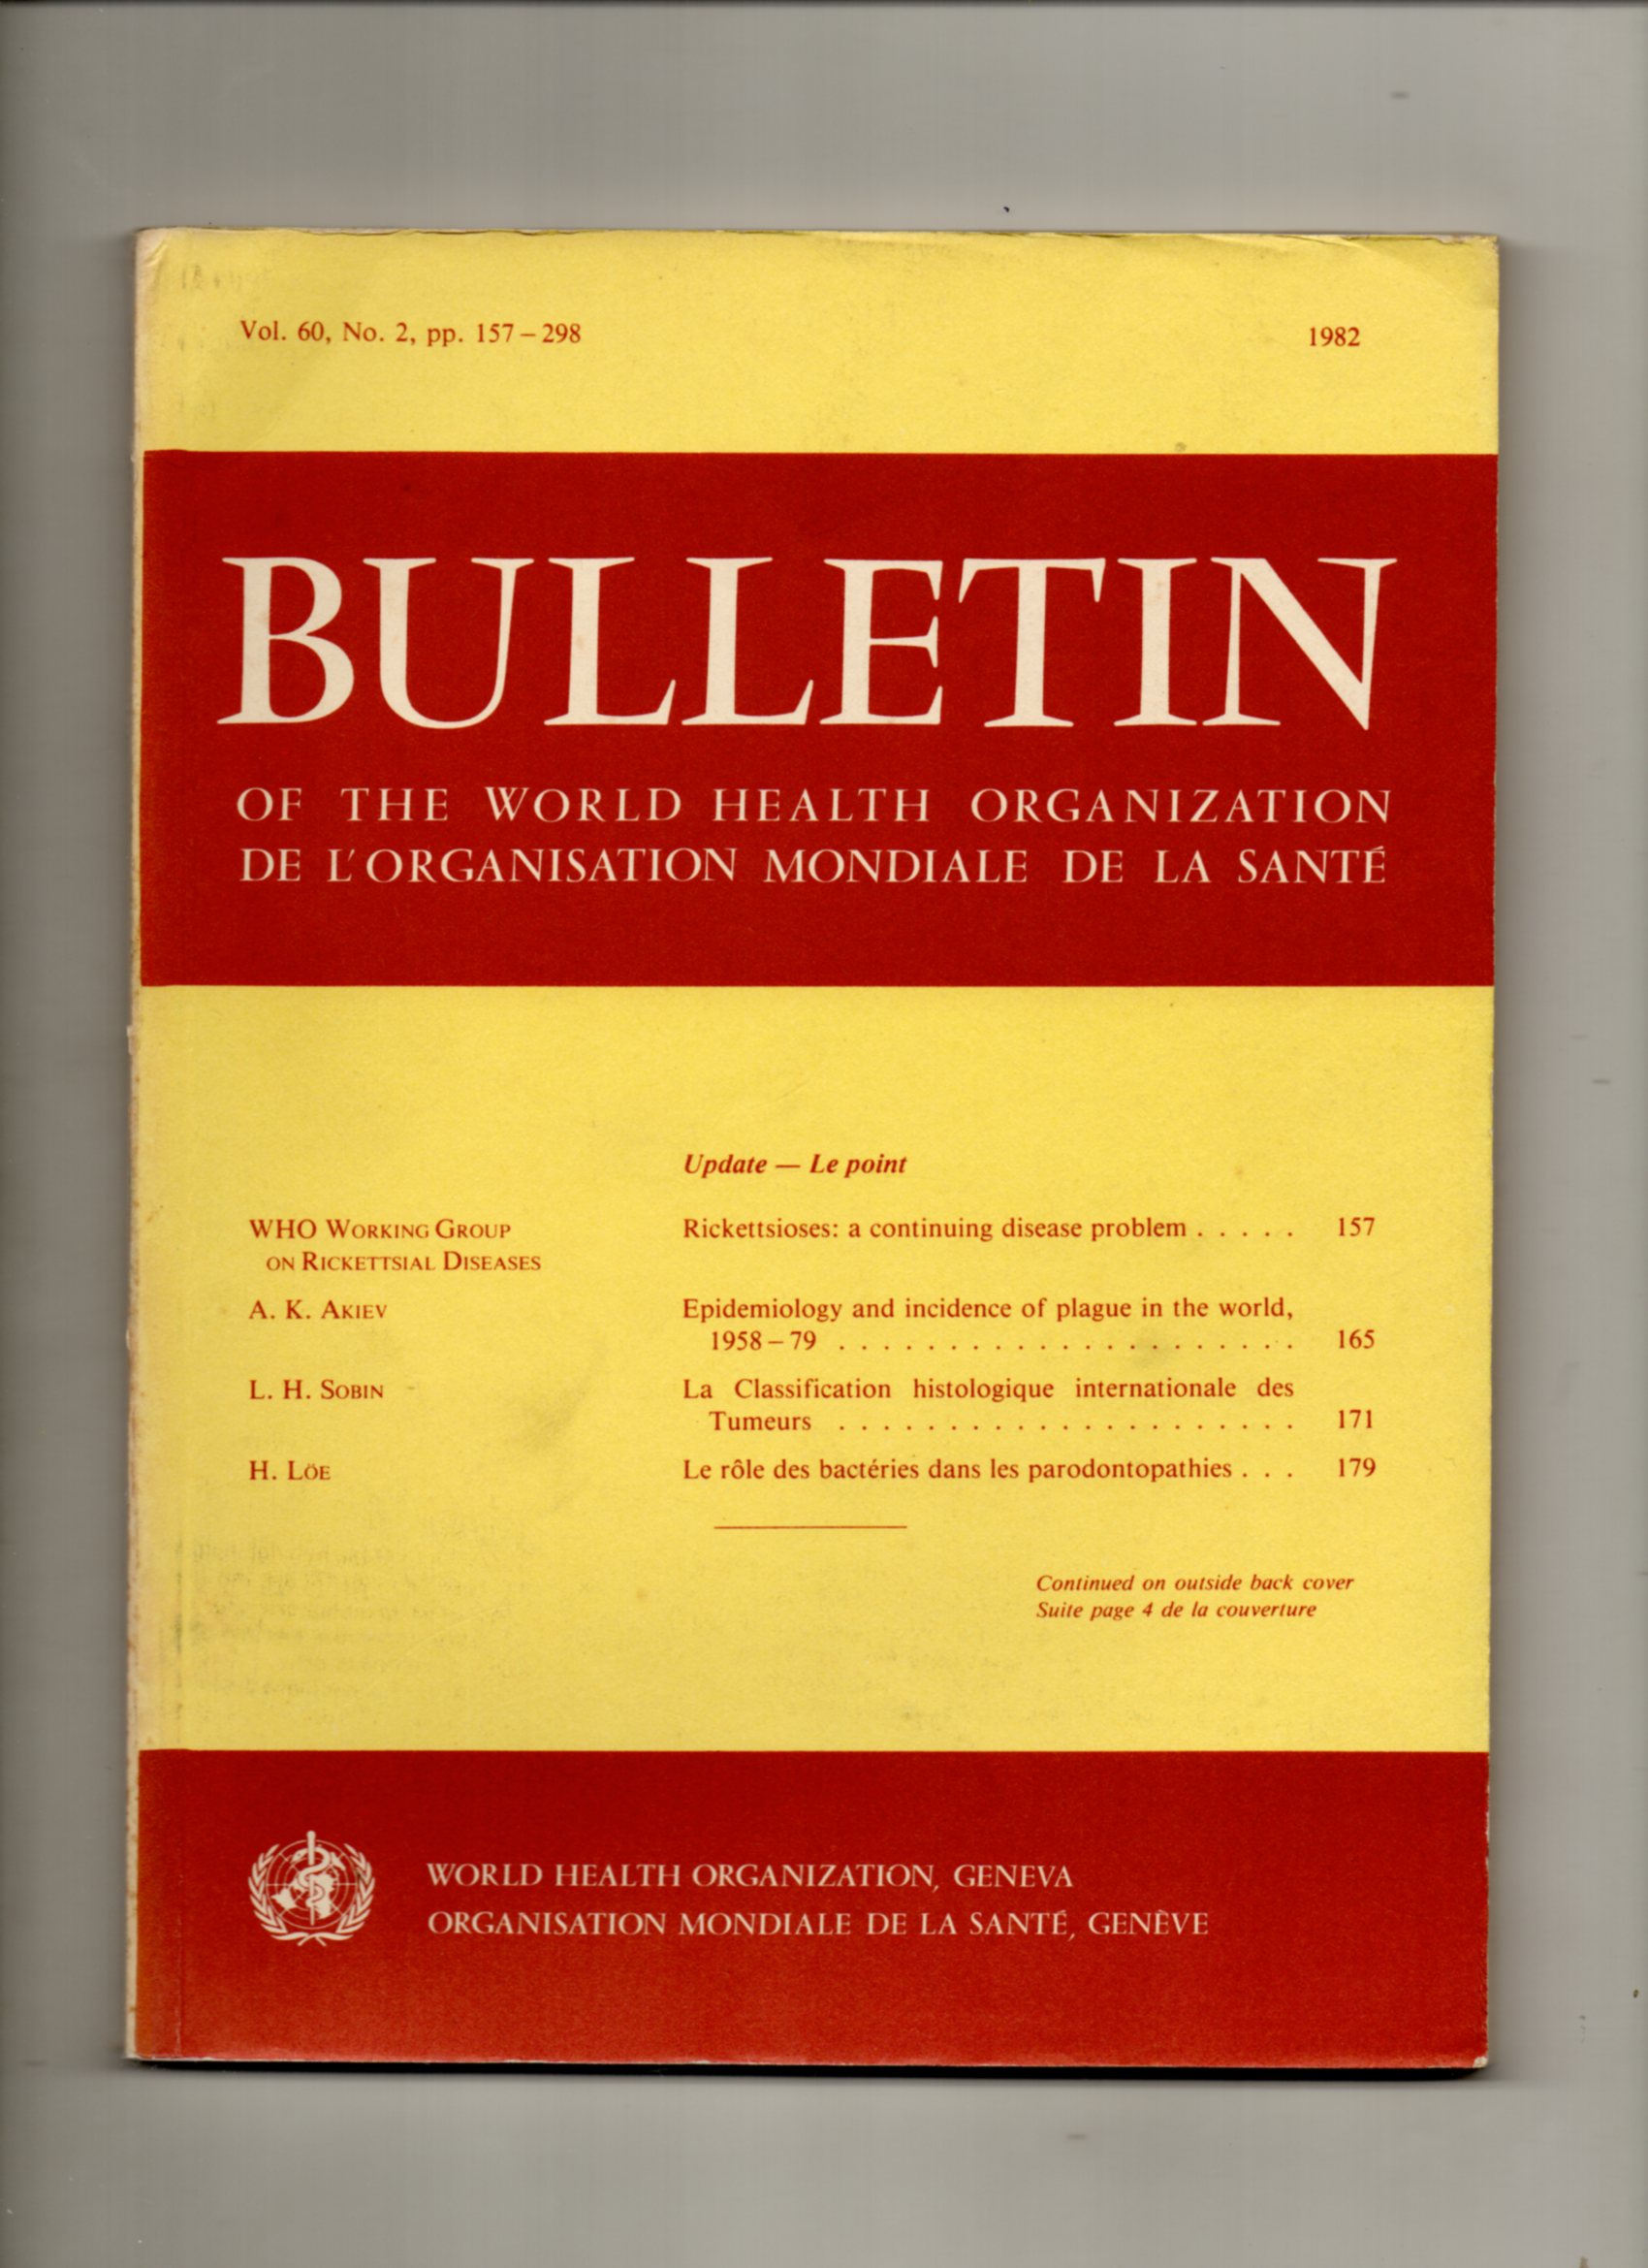 Vol. 60, No. 2, pp. 157–298 1982
BULLETIN
OF THE WORLD HEALTH ORGANIZATION
DE L'ORGANISATION MONDIALE DE LA SANTÉ
Update — Le point
WHO WORKING GROUP Rickettsioses: a continuing disease problem . . . . . 157
ON RICKETTSIAL DISEASES
A. K. AKIEV Epidemiology and incidence of plague in the world,
1958–79 . . . . . . . . . . . . . . . . . . . . . 165
L. H. SOBIN La Classification histologique internationale des
Tumeurs . . . . . . . . . . . . . . . . . . . . . 171
H. LÖE Le rôle des bactéries dans les parodontopathies . . . 179
Continued on outside back cover
Suite page 4 de la couverture
WORLD HEALTH ORGANIZATION, GENEVA
ORGANISATION MONDIALE DE LA SANTÉ, GENÈVE